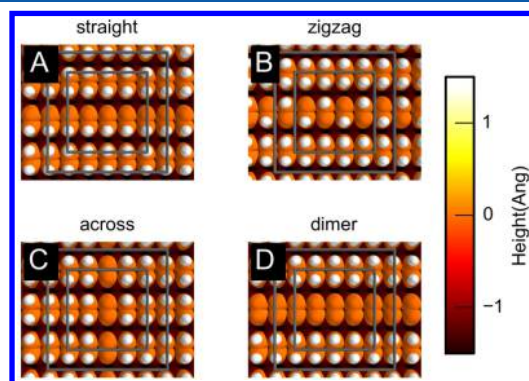 straight
zigzag
A
B
across
dimer
C
D
1
0
−1
Height(Ang)